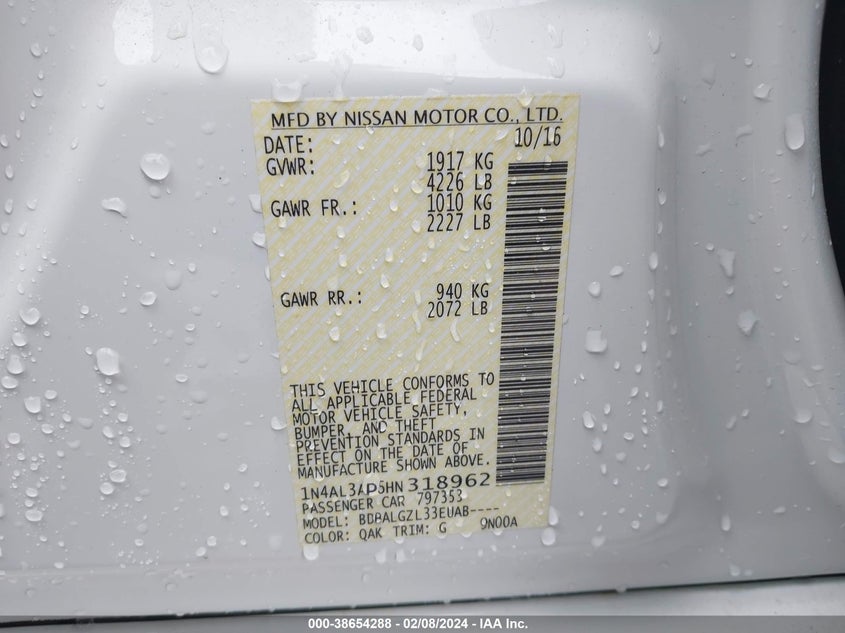 MFD BY NISSAN MOTOR CO., LTD.
DATE: 10/16
GVWR: 1917 KG
4226 LB
GAWR FR.: 1010 KG
2227 LB
GAWR RR.: 940 KG
2072 LB
THIS VEHICLE CONFORMS TO
ALL APPLICABLE FEDERAL
MOTOR VEHICLE SAFETY,
BUMPER, AND THEFT
PREVENTION STANDARDS IN
EFFECT ON THE DATE OF
MANUFACTURE SHOWN ABOVE.
1N4AL3AP5HN318962
PASSENGER CAR 797353
MODEL: BDBALGZL33EUAB----
COLOR: QAK TRIM: G 9N00A
000-38654288 - 02/08/2024 - IAA Inc.